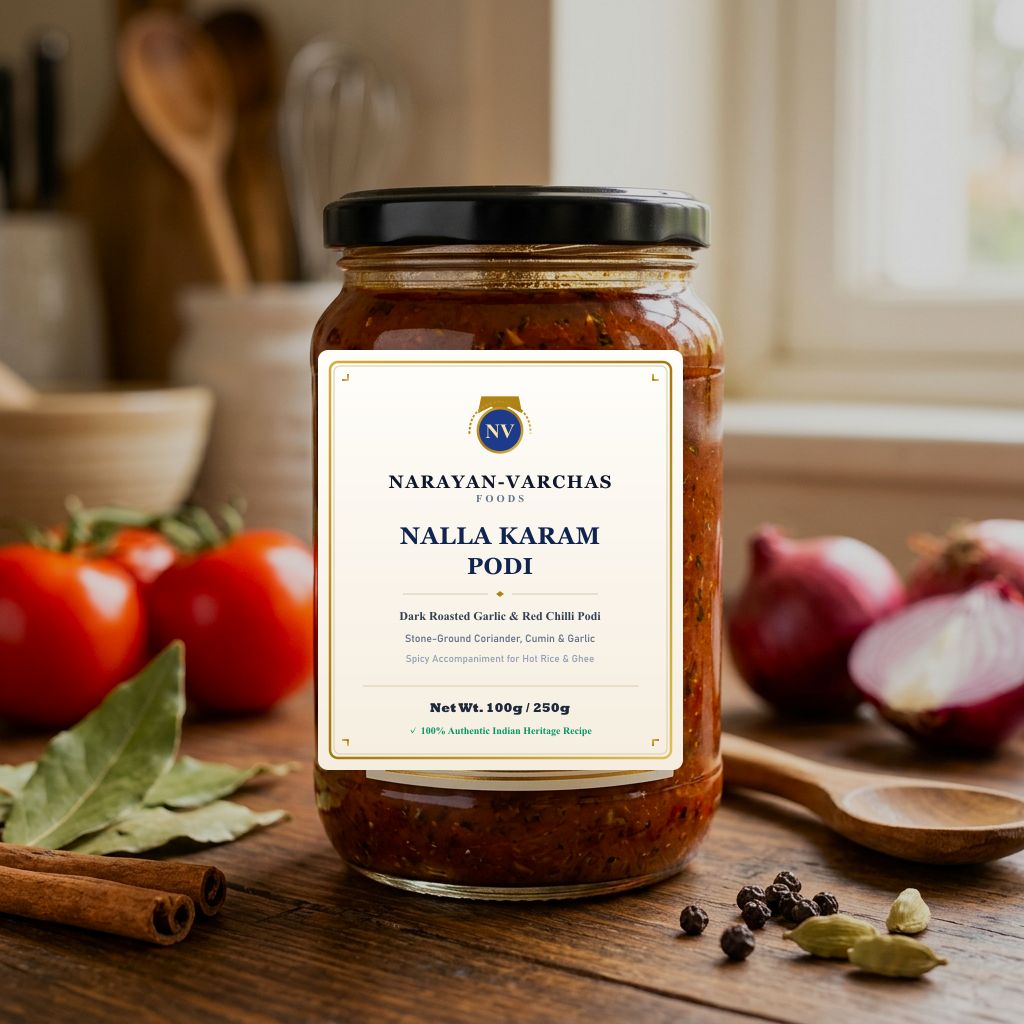 NV
NARAYAN-VARCHAS
FOODS
NALLA KARAM
PODI
Dark Roasted Garlic & Red Chilli Podi
Stone-Ground Coriander, Cumin & Garlic
Spicy Accompaniment for Hot Rice & Ghee
Net Wt. 100g / 250g
✓ 100% Authentic Indian Heritage Recipe